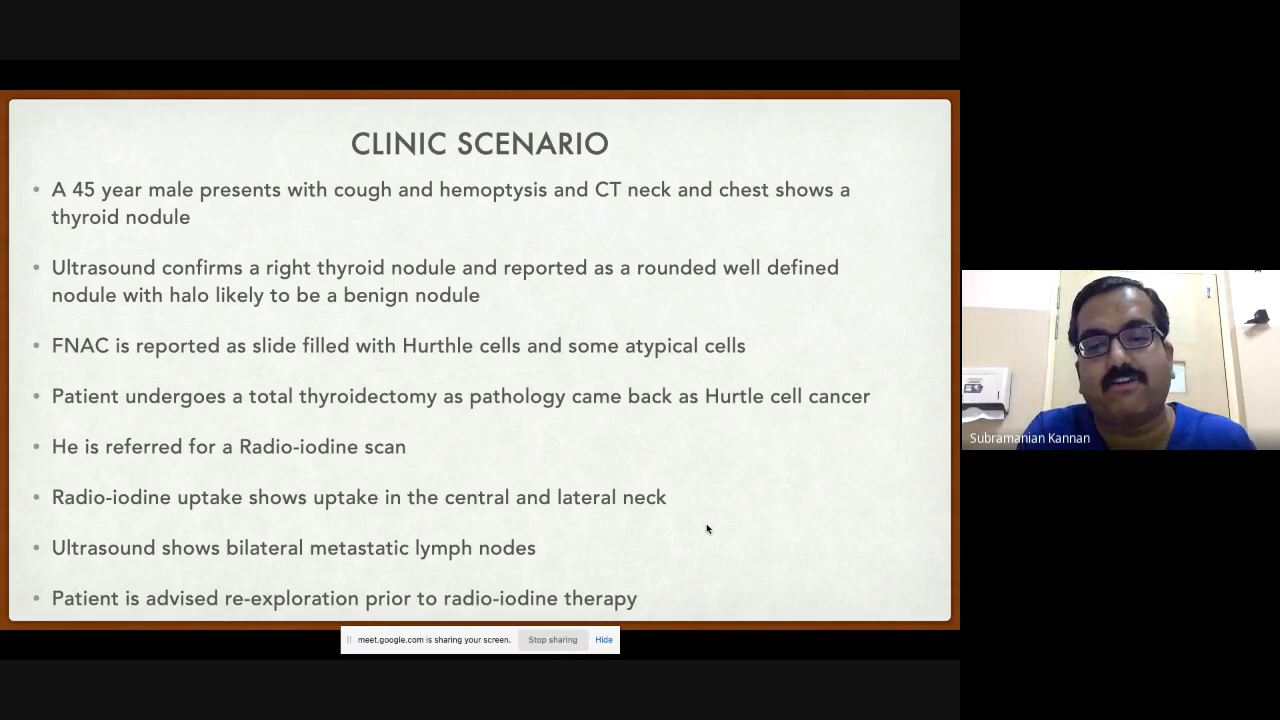 CLINIC SCENARIO
• A 45 year male presents with cough and hemoptysis and CT neck and chest shows a
thyroid nodule
• Ultrasound confirms a right thyroid nodule and reported as a rounded well defined
nodule with halo likely to be a benign nodule
• FNAC is reported as slide filled with Hurthle cells and some atypical cells
• Patient undergoes a total thyroidectomy as pathology came back as Hurtle cell cancer
• He is referred for a Radio-iodine scan
• Radio-iodine uptake shows uptake in the central and lateral neck
• Ultrasound shows bilateral metastatic lymph nodes
• Patient is advised re-exploration prior to radio-iodine therapy
meet.google.com is sharing your screen. Stop sharing Hide
Subramanian Kannan